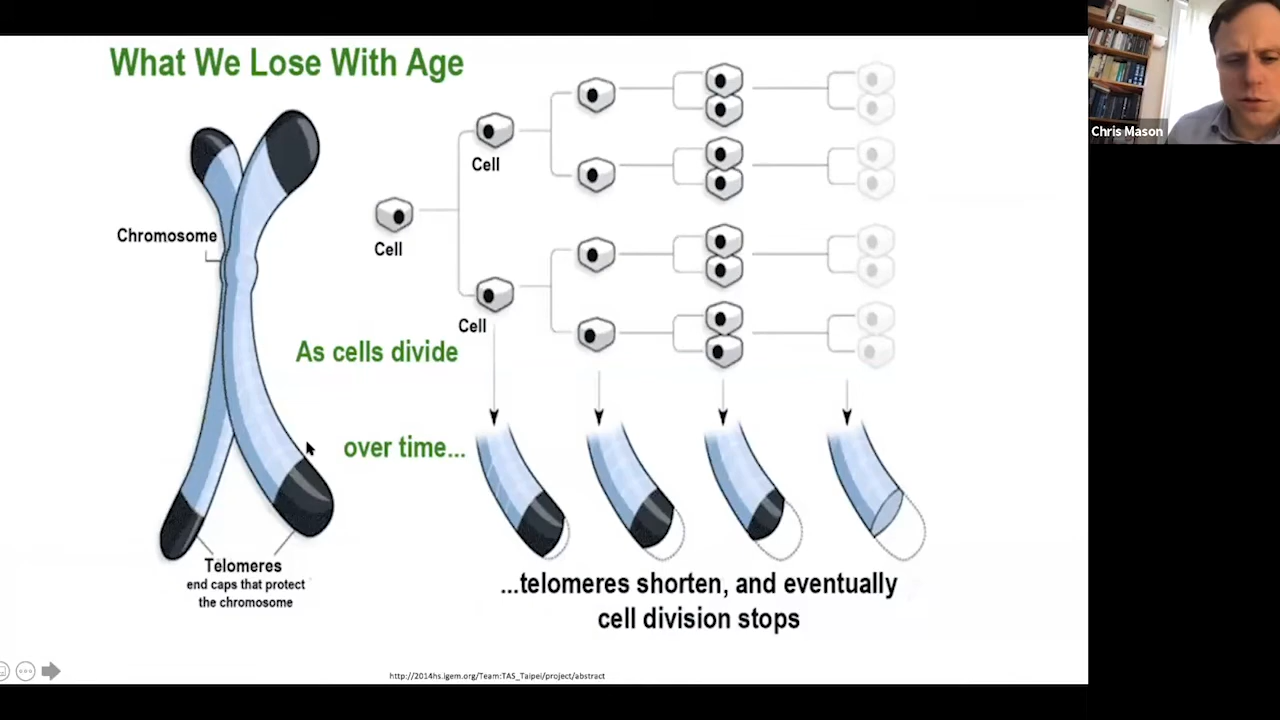 What We Lose With Age
Chris Mason
Cell
Chromosome
Cell
Cell
As cells divide
over time...
Telomeres
end caps that protect
the chromosome
...telomeres shorten, and eventually
cell division stops
http://2014hs.igem.org/Team:TAS_Taipei/project/abstract